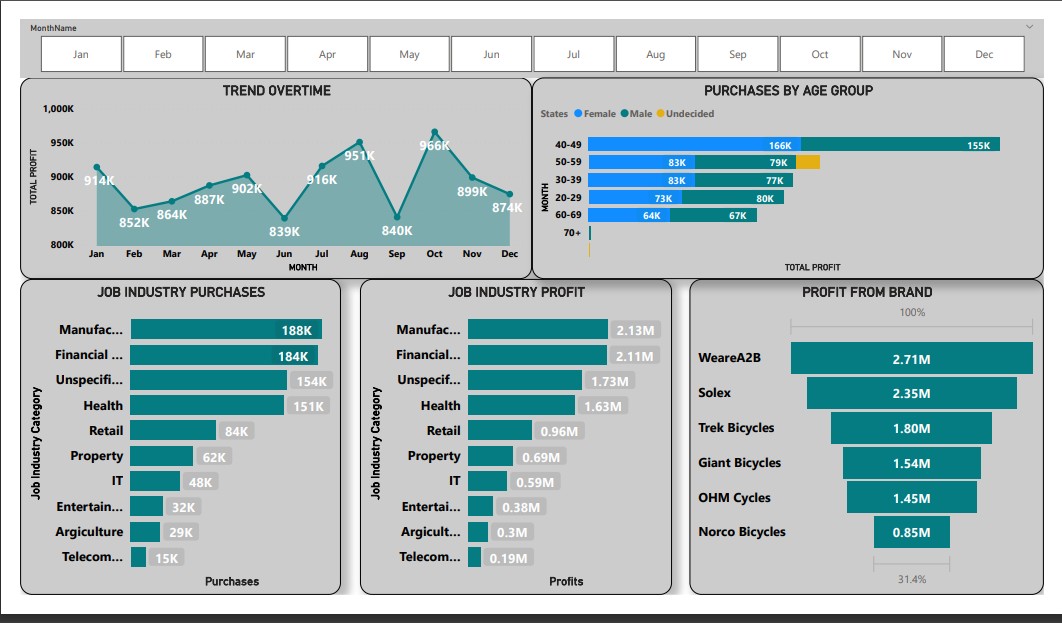 MonthName
Jan Feb Mar Apr May Jun Jul Aug Sep Oct Nov Dec
TREND OVERTIME
1,000K
950K
900K
850K
800K
TOTAL PROFIT
914K 852K 864K 887K 902K 839K 916K 951K 840K 966K 899K 874K
Jan Feb Mar Apr May Jun Jul Aug Sep Oct Nov Dec
MONTH
PURCHASES BY AGE GROUP
States Female Male Undecided
MONTH
40-49 166K 155K
50-59 83K 79K
30-39 83K 77K
20-29 73K 80K
60-69 64K 67K
70+
TOTAL PROFIT
JOB INDUSTRY PURCHASES
Job Industry Category
Manufac... 188K
Financial ... 184K
Unspecifi... 154K
Health 151K
Retail 84K
Property 62K
IT 48K
Entertain... 32K
Argiculture 29K
Telecom... 15K
Purchases
JOB INDUSTRY PROFIT
Job Industry Category
Manufac... 2.13M
Financial... 2.11M
Unspecif... 1.73M
Health 1.63M
Retail 0.96M
Property 0.69M
IT 0.59M
Entertai... 0.38M
Argicult... 0.3M
Telecom... 0.19M
Profits
PROFIT FROM BRAND
100%
WeareA2B 2.71M
Solex 2.35M
Trek Bicycles 1.80M
Giant Bicycles 1.54M
OHM Cycles 1.45M
Norco Bicycles 0.85M
31.4%